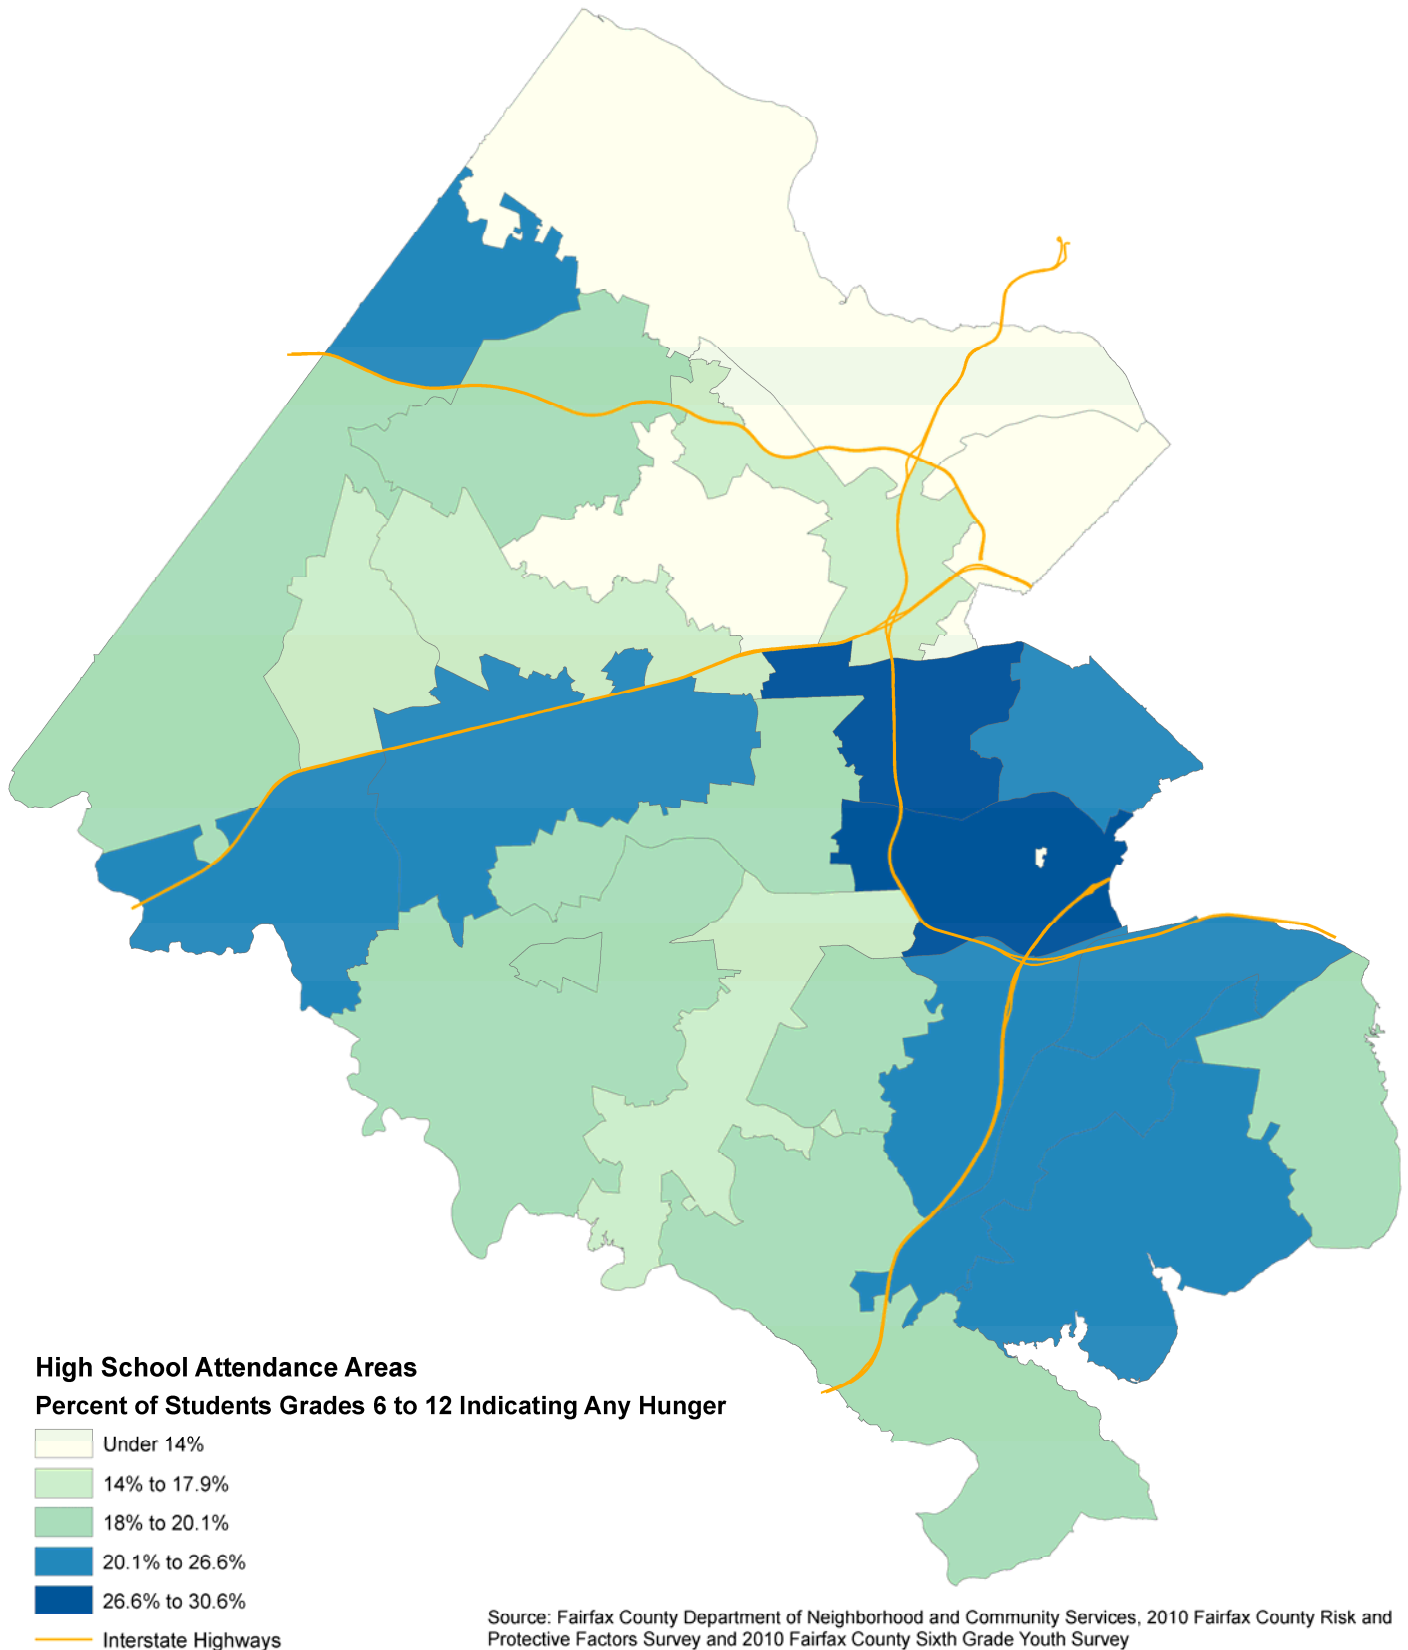 High School Attendance Areas
Percent of Students Grades 6 to 12 Indicating Any Hunger
Under 14%
14% to 17.9%
18% to 20.1%
20.1% to 26.6%
26.6% to 30.6%
Interstate Highways
Source: Fairfax County Department of Neighborhood and Community Services, 2010 Fairfax County Risk and
Protective Factors Survey and 2010 Fairfax County Sixth Grade Youth Survey